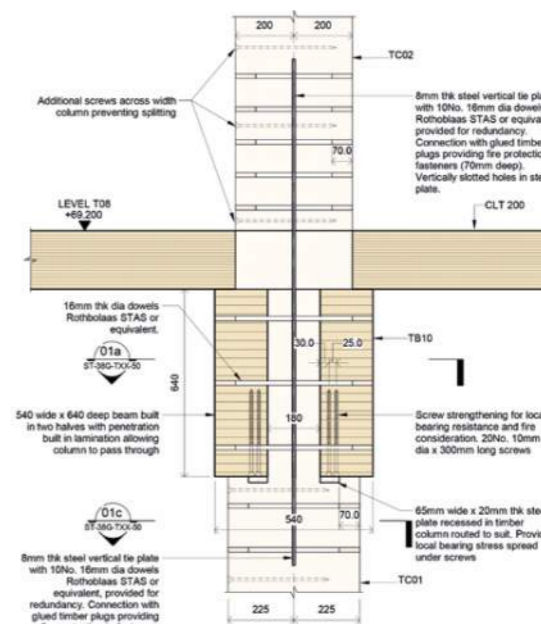 200
200
TC02
Additional screws across width
column preventing splitting
8mm thk steel vertical tie pla
with 10No. 16mm dia dowels
Rothoblaas STAS or equiva
provided for redundancy.
Connection with glued timber
plugs providing fire protectio
fasteners (70mm deep).
Vertically slotted holes in ste
plate.
70.0
LEVEL T08
+69.200
CLT 200
16mm thk dia dowels
Rothbolaas STAS or
equivalent.
TB10
30.0
25.0
01a
ST-38G-TXX-50
640
540 wide x 640 deep beam built
in two halves with penetration
built in lamination allowing
column to pass through
180
Screw strengthening for local
bearing resistance and fire
consideration. 20No. 10mm
dia x 300mm long screws
01c
ST-38G-TXX-50
70.0
540
65mm wide x 20mm thk stee
plate recessed in timber
column routed to suit. Provid
local bearing stress spread
under screws
8mm thk steel vertical tie plate
with 10No. 16mm dia dowels
Rothoblaas STAS or
equivalent, provided for
redundancy. Connection with
glued timber plugs providing
TC01
225
225